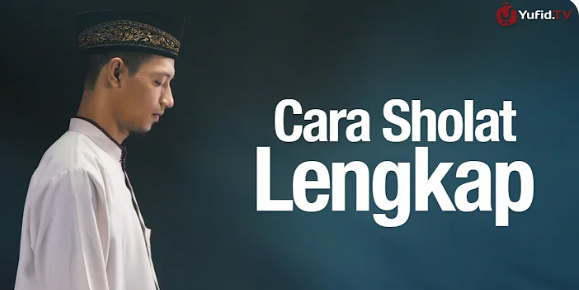 Yufid.TV
Cara Sholat
Lengkap